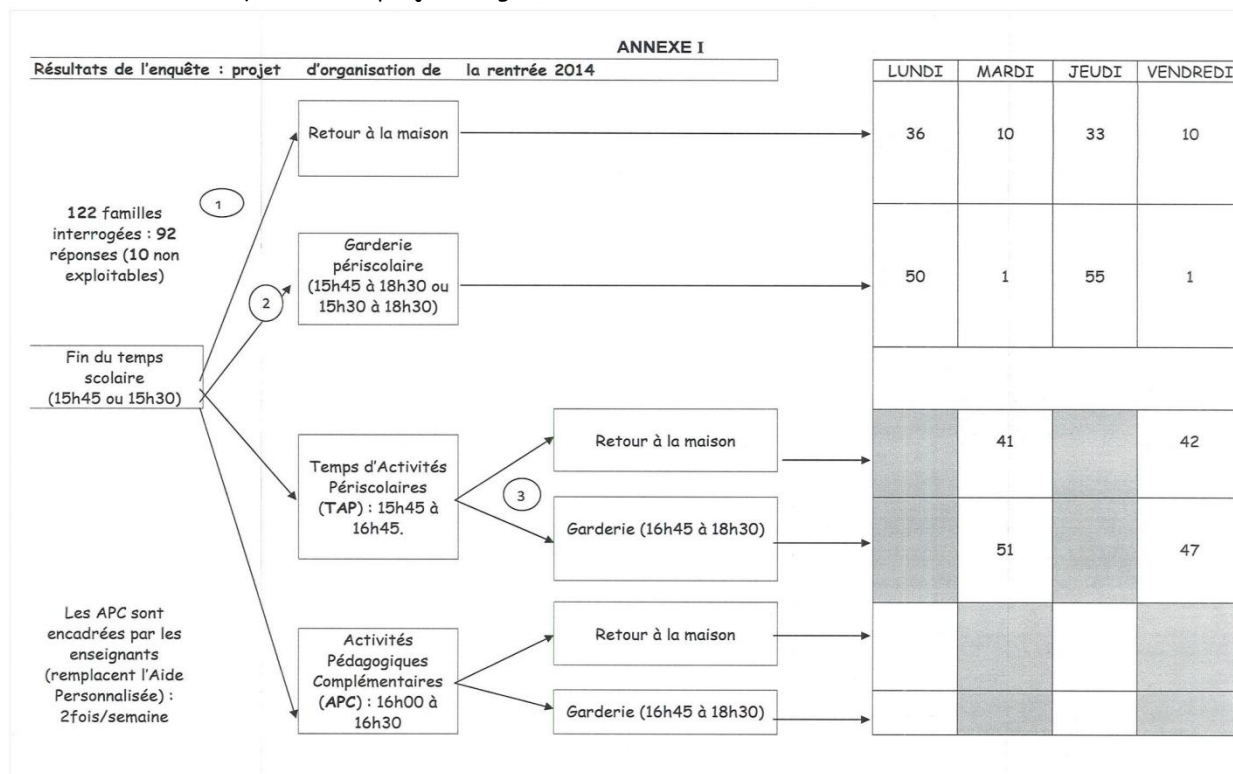 ANNEXE I
Résultats de l'enquête : projet d'organisation de la rentrée 2014
LUNDI MARDI JEUDI VENDREDI
Retour à la maison
36 10 33 10
1
122 familles
interrogées : 92
réponses (10 non
exploitables)
Garderie
périscolaire
(15h45 à 18h30 ou
15h30 à 18h30)
50 1 55 1
2
Fin du temps
scolaire
(15h45 ou 15h30)
Temps d'Activités
Périscolaires
(TAP) : 15h45 à
16h45.
3
Retour à la maison
41 42
Garderie (16h45 à 18h30)
51 47
Les APC sont
encadrées par les
enseignants
(remplacent l'Aide
Personnalisée) :
2fois/semaine
Activités
Pédagogiques
Complémentaires
(APC) : 16h00 à
16h30
Retour à la maison
Garderie (16h45 à 18h30)